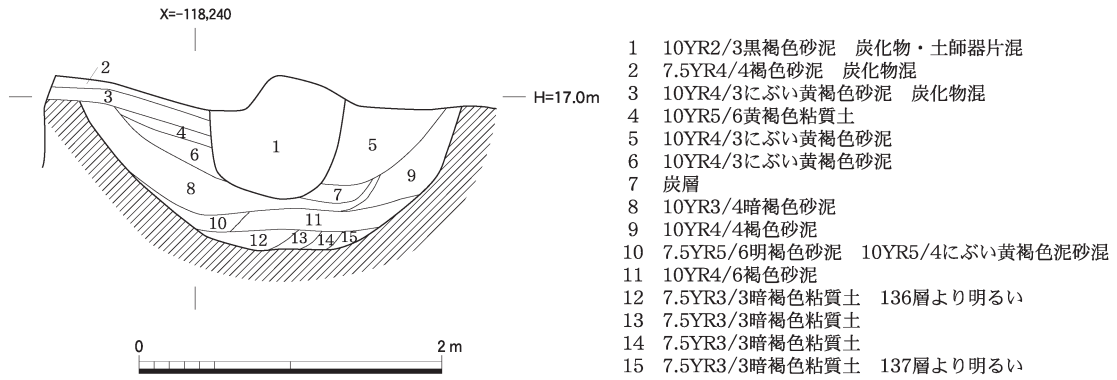 X=-118,240
H=17.0m
2
3
4
6
1
5
8
7
9
10
11
12
13
14
15
0 2 m
1 10YR2/3黒褐色砂泥 炭化物・土師器片混
2 7.5YR4/4褐色砂泥 炭化物混
3 10YR4/3にぶい黄褐色砂泥 炭化物混
4 10YR5/6黄褐色粘質土
5 10YR4/3にぶい黄褐色砂泥
6 10YR4/3にぶい黄褐色砂泥
7 炭層
8 10YR3/4暗褐色砂泥
9 10YR4/4褐色砂泥
10 7.5YR5/6明褐色砂泥 10YR5/4にぶい黄褐色泥砂混
11 10YR4/6褐色砂泥
12 7.5YR3/3暗褐色粘質土 136層より明るい
13 7.5YR3/3暗褐色粘質土
14 7.5YR3/3暗褐色粘質土
15 7.5YR3/3暗褐色粘質土 137層より明るい